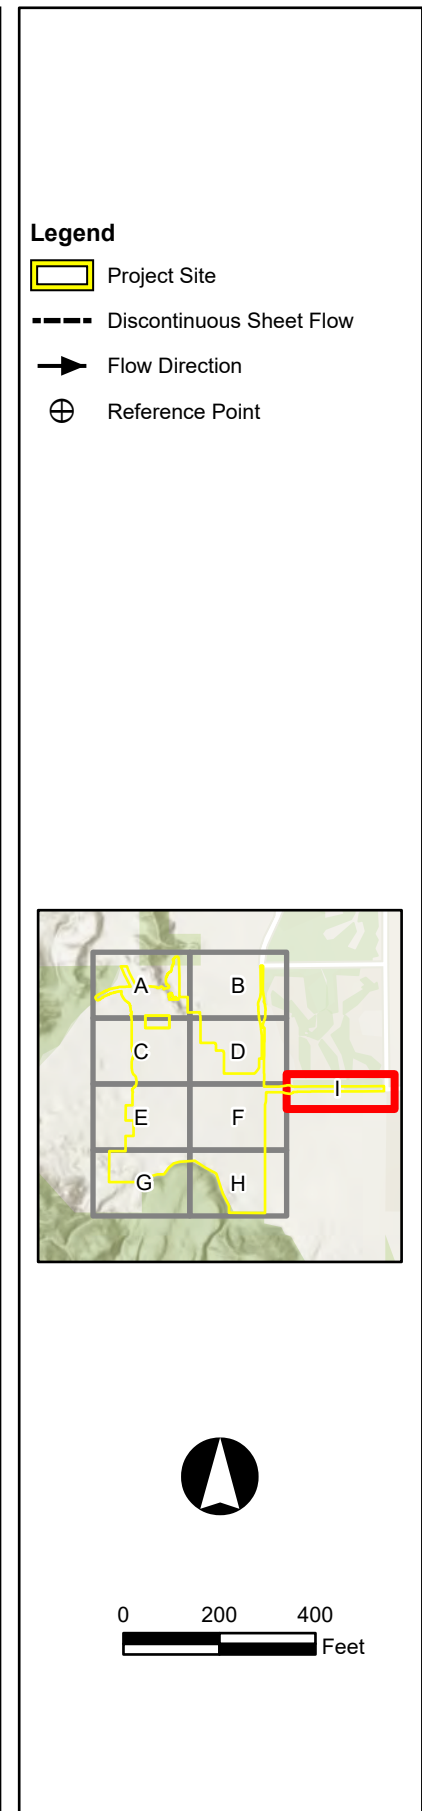 Legend
Project Site
Discontinuous Sheet Flow
Flow Direction
Reference Point
A B
C D
I
E F
G H
0 200 400
Feet